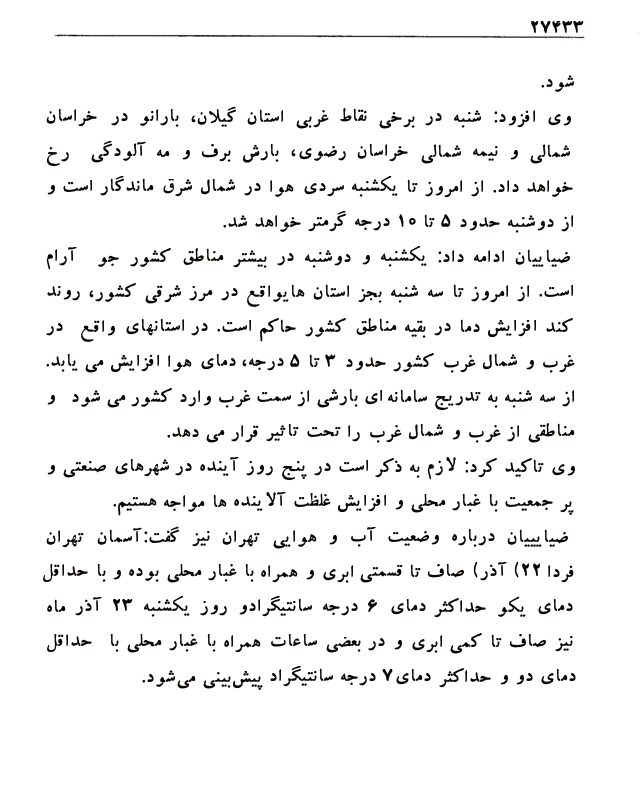 ۲۷۴۳۳
شود.
وی افزود: شنبه در برخی نقاط غربی استان گیلان، بارانو در خراسان
شمالی و نیمه شمالی خراسان رضوی، بارش برف و مه آلودگی رخ
خواهد داد. از امروز تا یکشنبه سردی هوا در شمال شرق ماندگار است و
از دوشنبه حدود ۵ تا ۱۰ درجه گرمتر خواهد شد.
ضیاییان ادامه داد: یکشنبه و دوشنبه در بیشتر مناطق کشور جو آرام
است. از امروز تا سه شنبه بجز استان هایواقع در مرز شرقی کشور، روند
کند افزایش دما در بقیه مناطق کشور حاکم است. در استانهای واقع در
غرب و شمال غرب کشور حدود ۳ تا ۵ درجه، دمای هوا افزایش می یابد.
از سه شنبه به تدریج سامانه ای بارشی از سمت غرب وارد کشور می شود و
مناطقی از غرب و شمال غرب را تحت تاثیر قرار می دهد.
وی تاکید کرد: لازم به ذکر است در پنج روز آینده در شهرهای صنعتی و
پر جمعیت با غبار محلی و افزایش غلظت آلاینده ها مواجه هستیم.
ضیایییان درباره وضعیت آب و هوایی تهران نیز گفت:آسمان تهران
فردا ۲۲) آذر) صاف تا قسمتی ابری و همراه با غبار محلی بوده و با حداقل
دمای یکو حداکثر دمای ۶ درجه سانتیگرادو روز یکشنبه ۲۳ آذر ماه
نیز صاف تا کمی ابری و در بعضی ساعات همراه با غبار محلی با حداقل
دمای دو و حداکثر دمای۷ درجه سانتیگراد پیش‌بینی می‌شود.